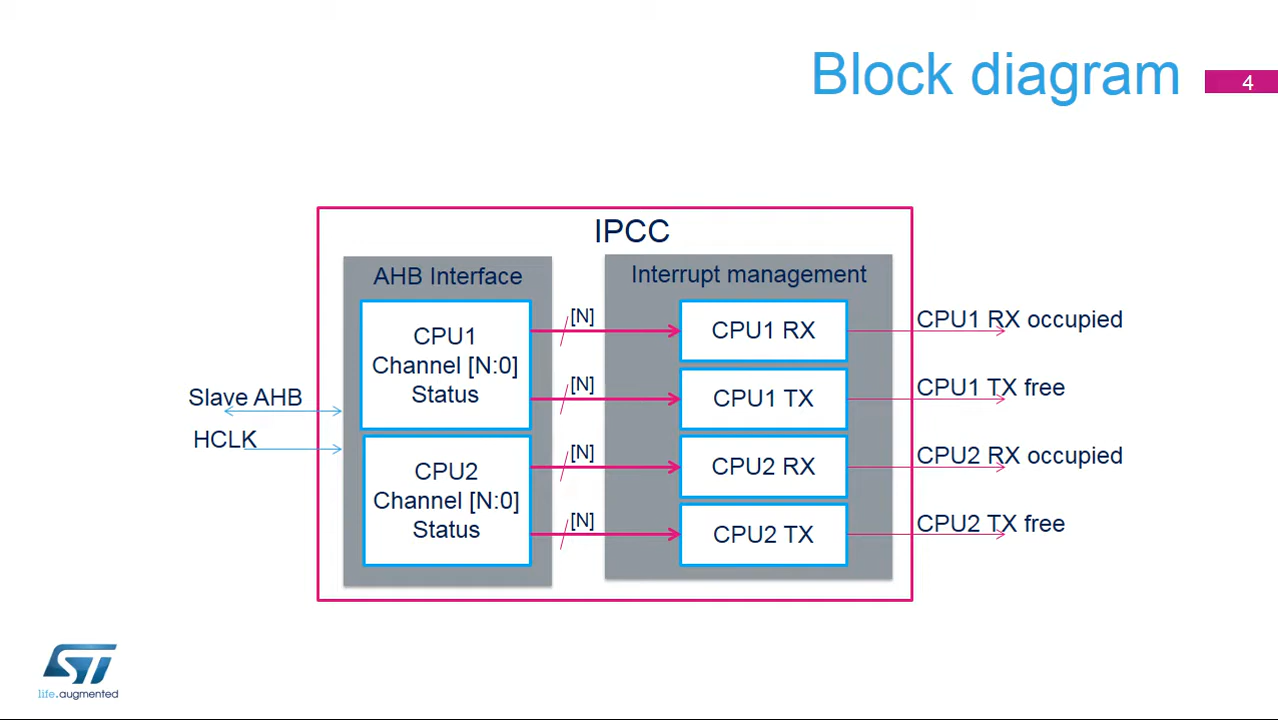 Block diagram
4
IPCC
AHB Interface
Interrupt management
CPU1
Channel [N:0]
Status
CPU2
Channel [N:0]
Status
[N]
[N]
[N]
[N]
CPU1 RX
CPU1 TX
CPU2 RX
CPU2 TX
Slave AHB
HCLK
CPU1 RX occupied
CPU1 TX free
CPU2 RX occupied
CPU2 TX free
ST
life.augmented